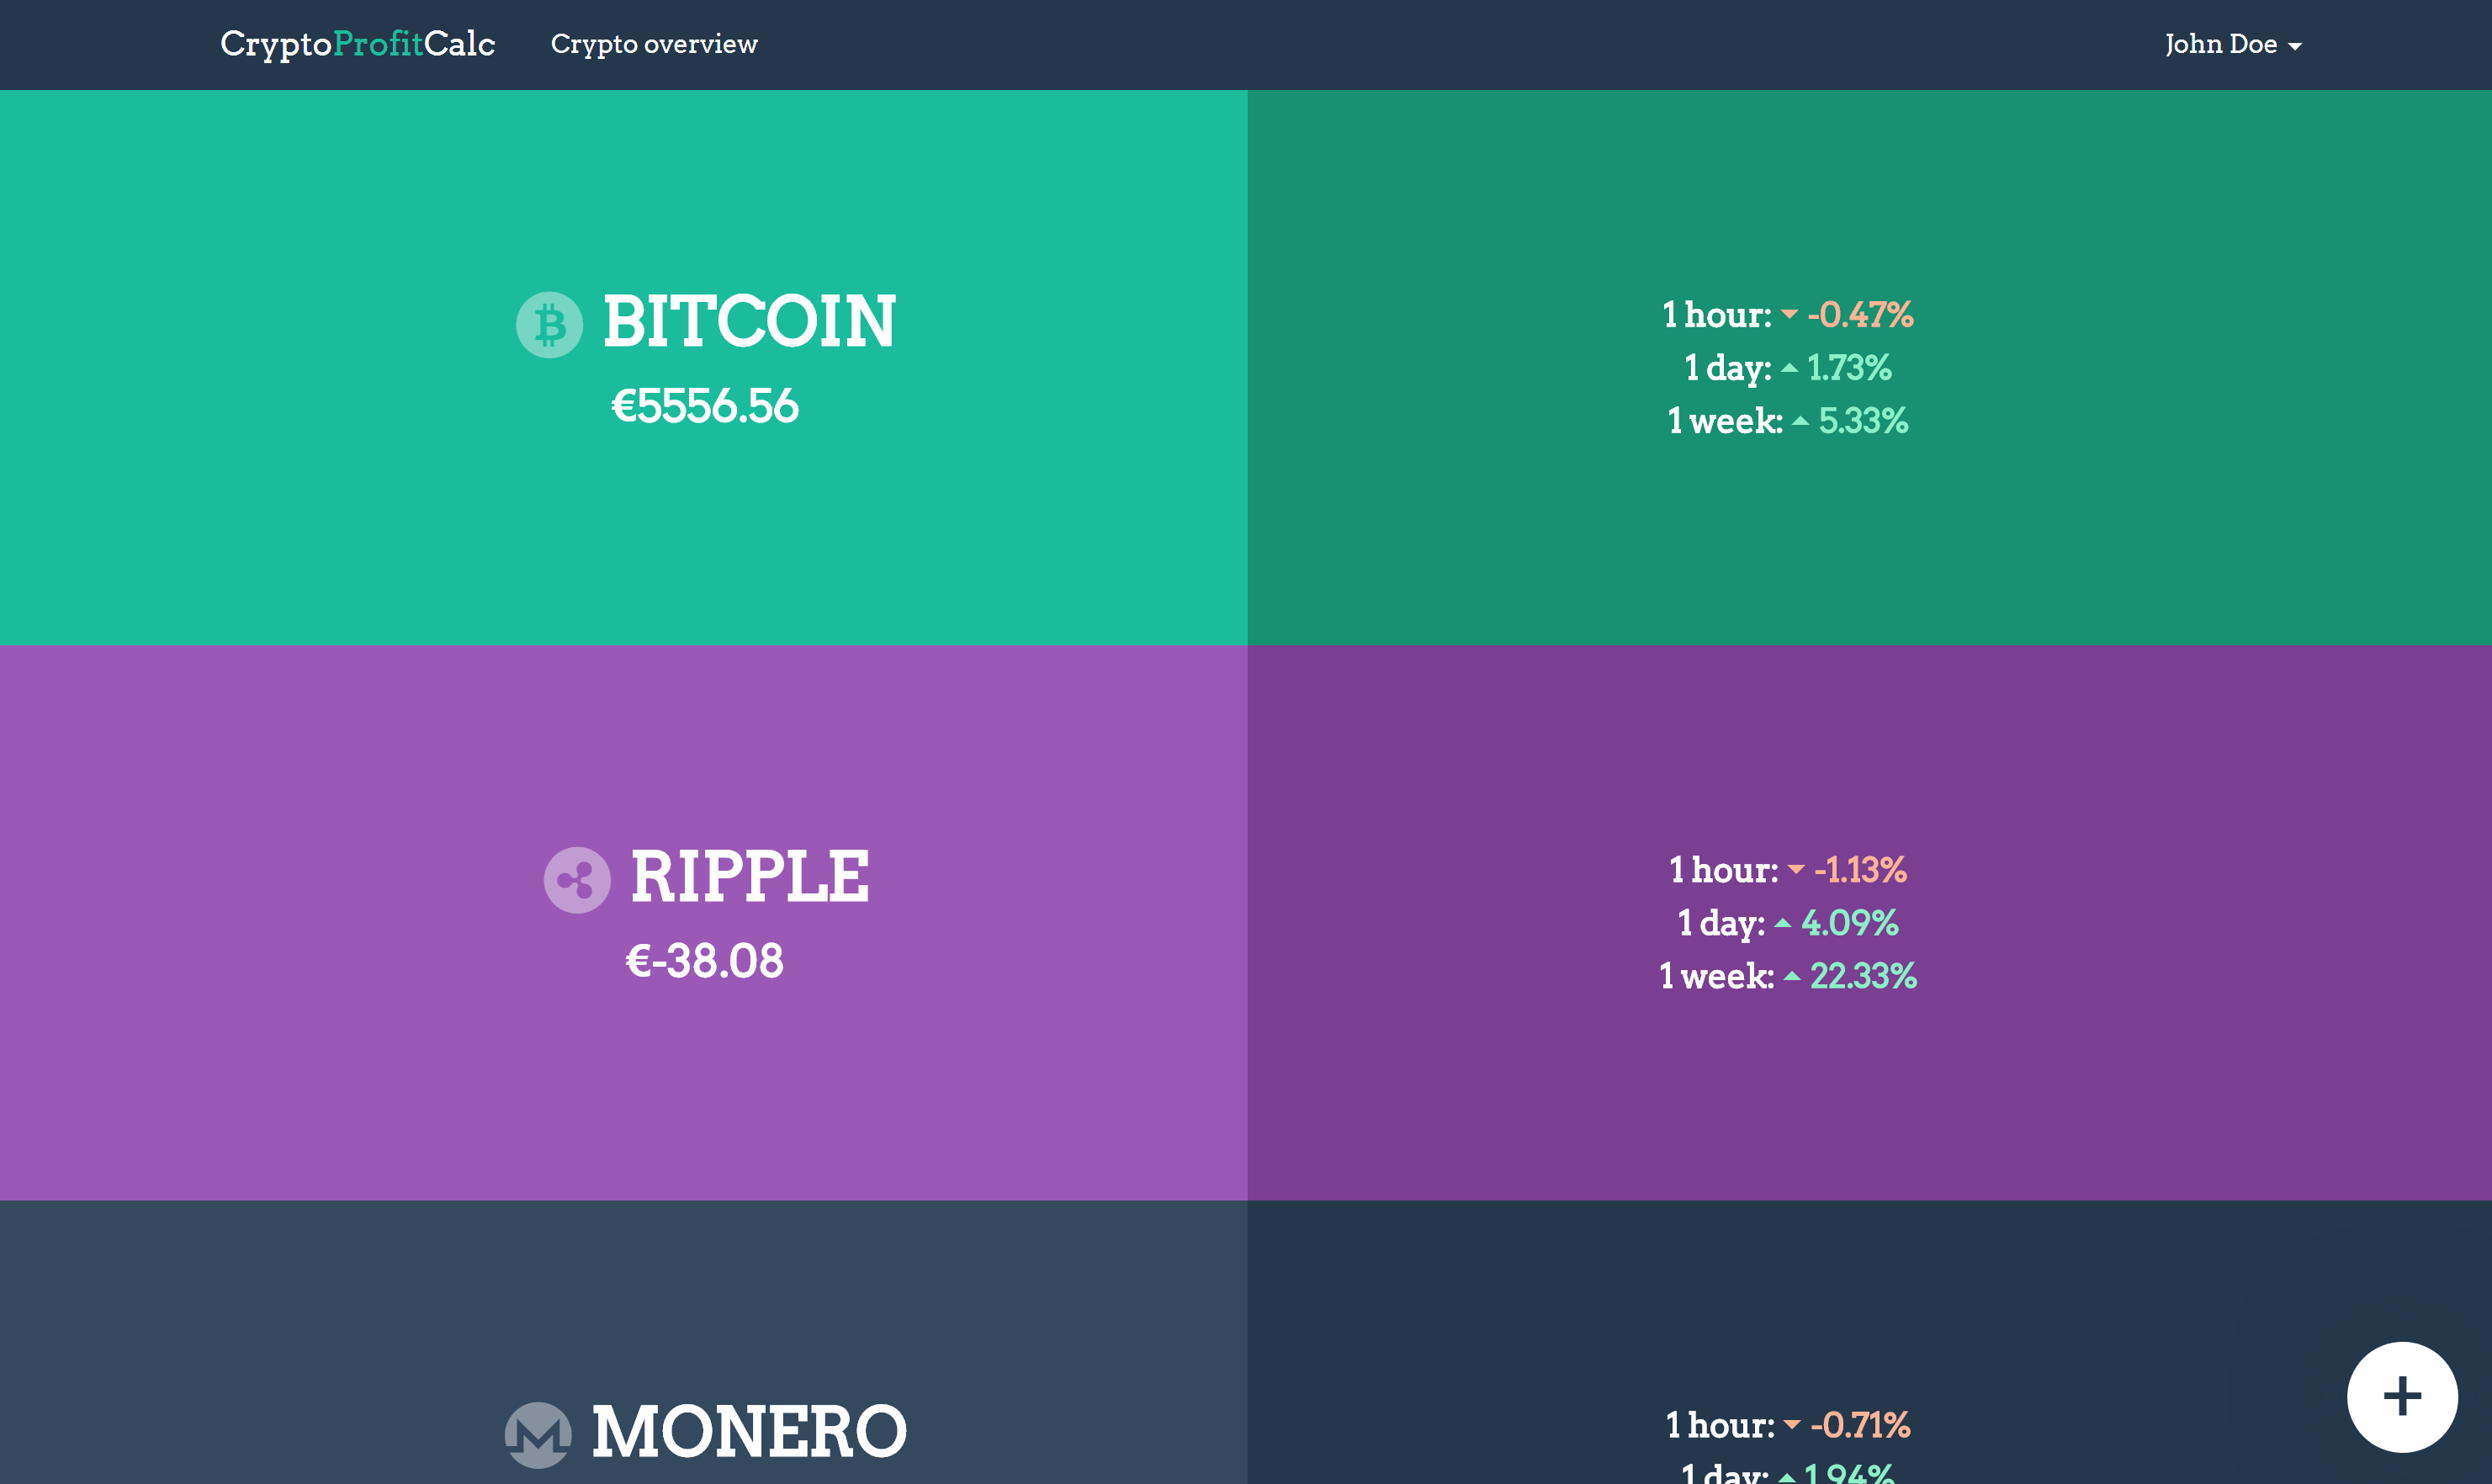 CryptoProfitCalc
Crypto overview
John Doe
BITCOIN
€5556.56
1 hour: -0.47%
1 day: 1.73%
1 week: 5.33%
RIPPLE
€-38.08
1 hour: -1.13%
1 day: 4.09%
1 week: 22.33%
MONERO
1 hour: -0.71%
1 day: 1.94%